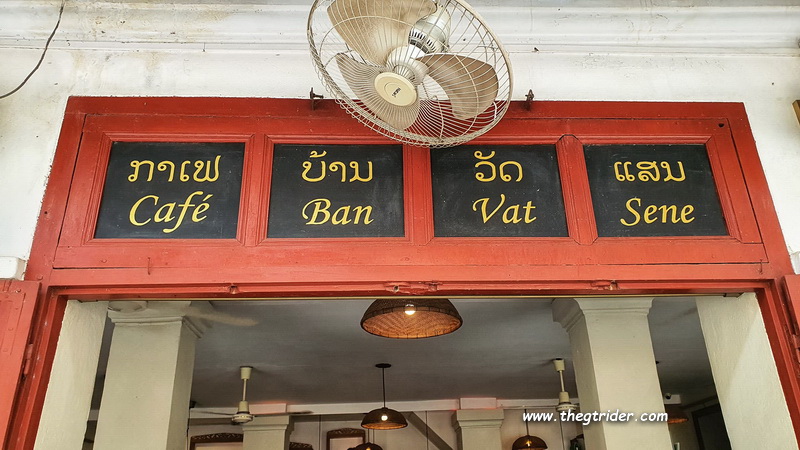 ກາເຟ ບ້ານ ວັດ ແສນ
Café Ban Vat Sene
www.thegtrider.com